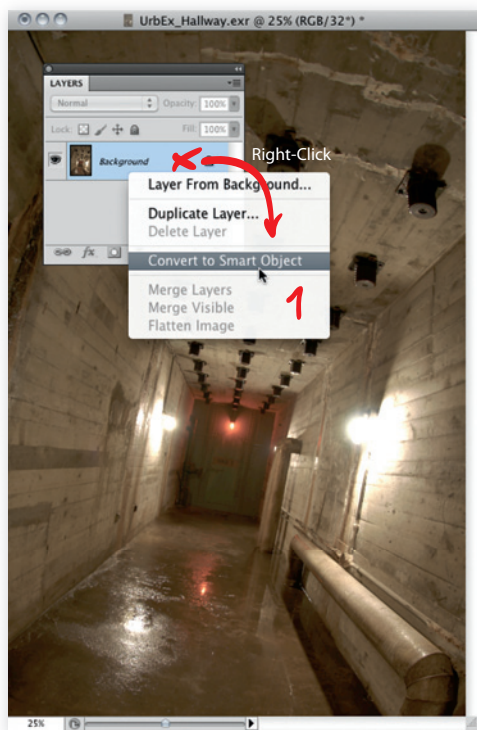 UrbEx_Hallway.exr @ 25% (RGB/32*) *
LAYERS
Normal Opacity: 100%
Lock: Fill: 100%
Background
Right-Click
Layer From Background...
Duplicate Layer...
Delete Layer
Convert to Smart Object
Merge Layers
1
Merge Visible
Flatten Image
fx
25%